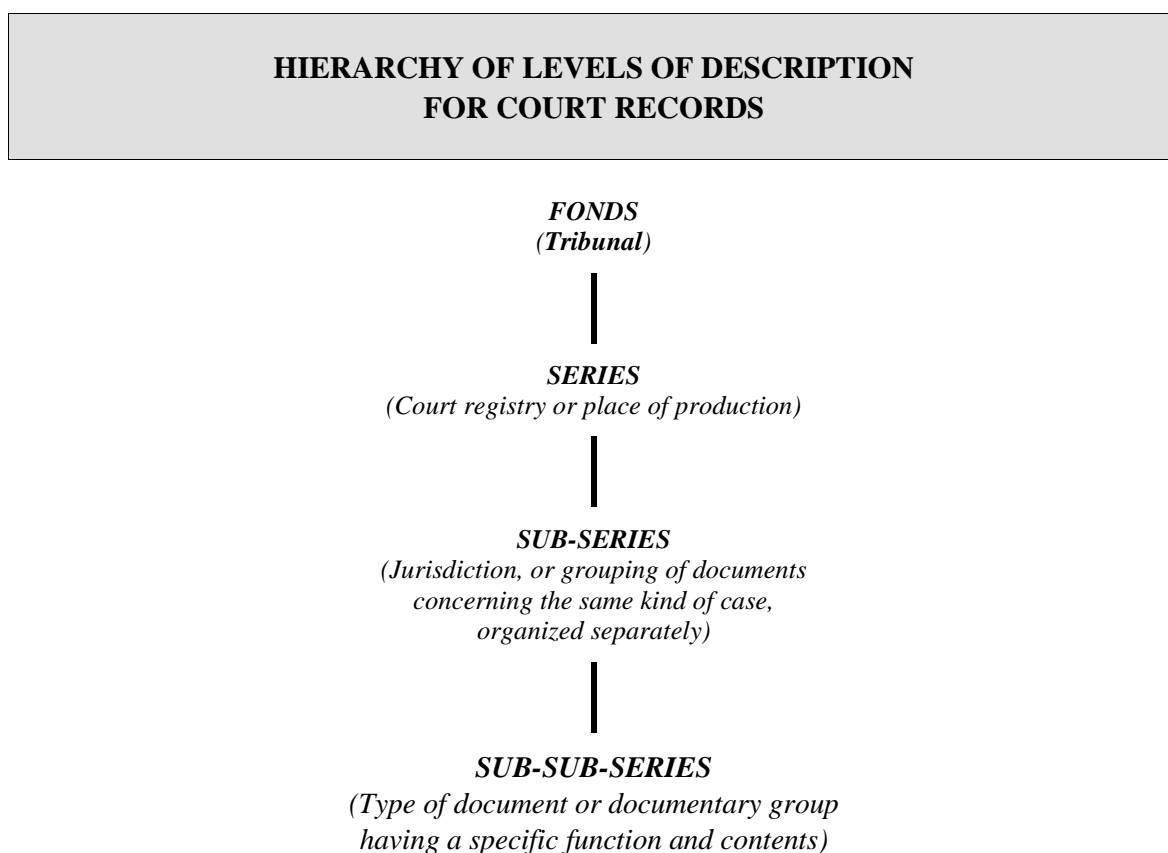 HIERARCHY OF LEVELS OF DESCRIPTION
FOR COURT RECORDS
FONDS
(Tribunal)
SERIES
(Court registry or place of production)
SUB-SERIES
(Jurisdiction, or grouping of documents
concerning the same kind of case,
organized separately)
SUB-SUB-SERIES
(Type of document or documentary group
having a specific function and contents)